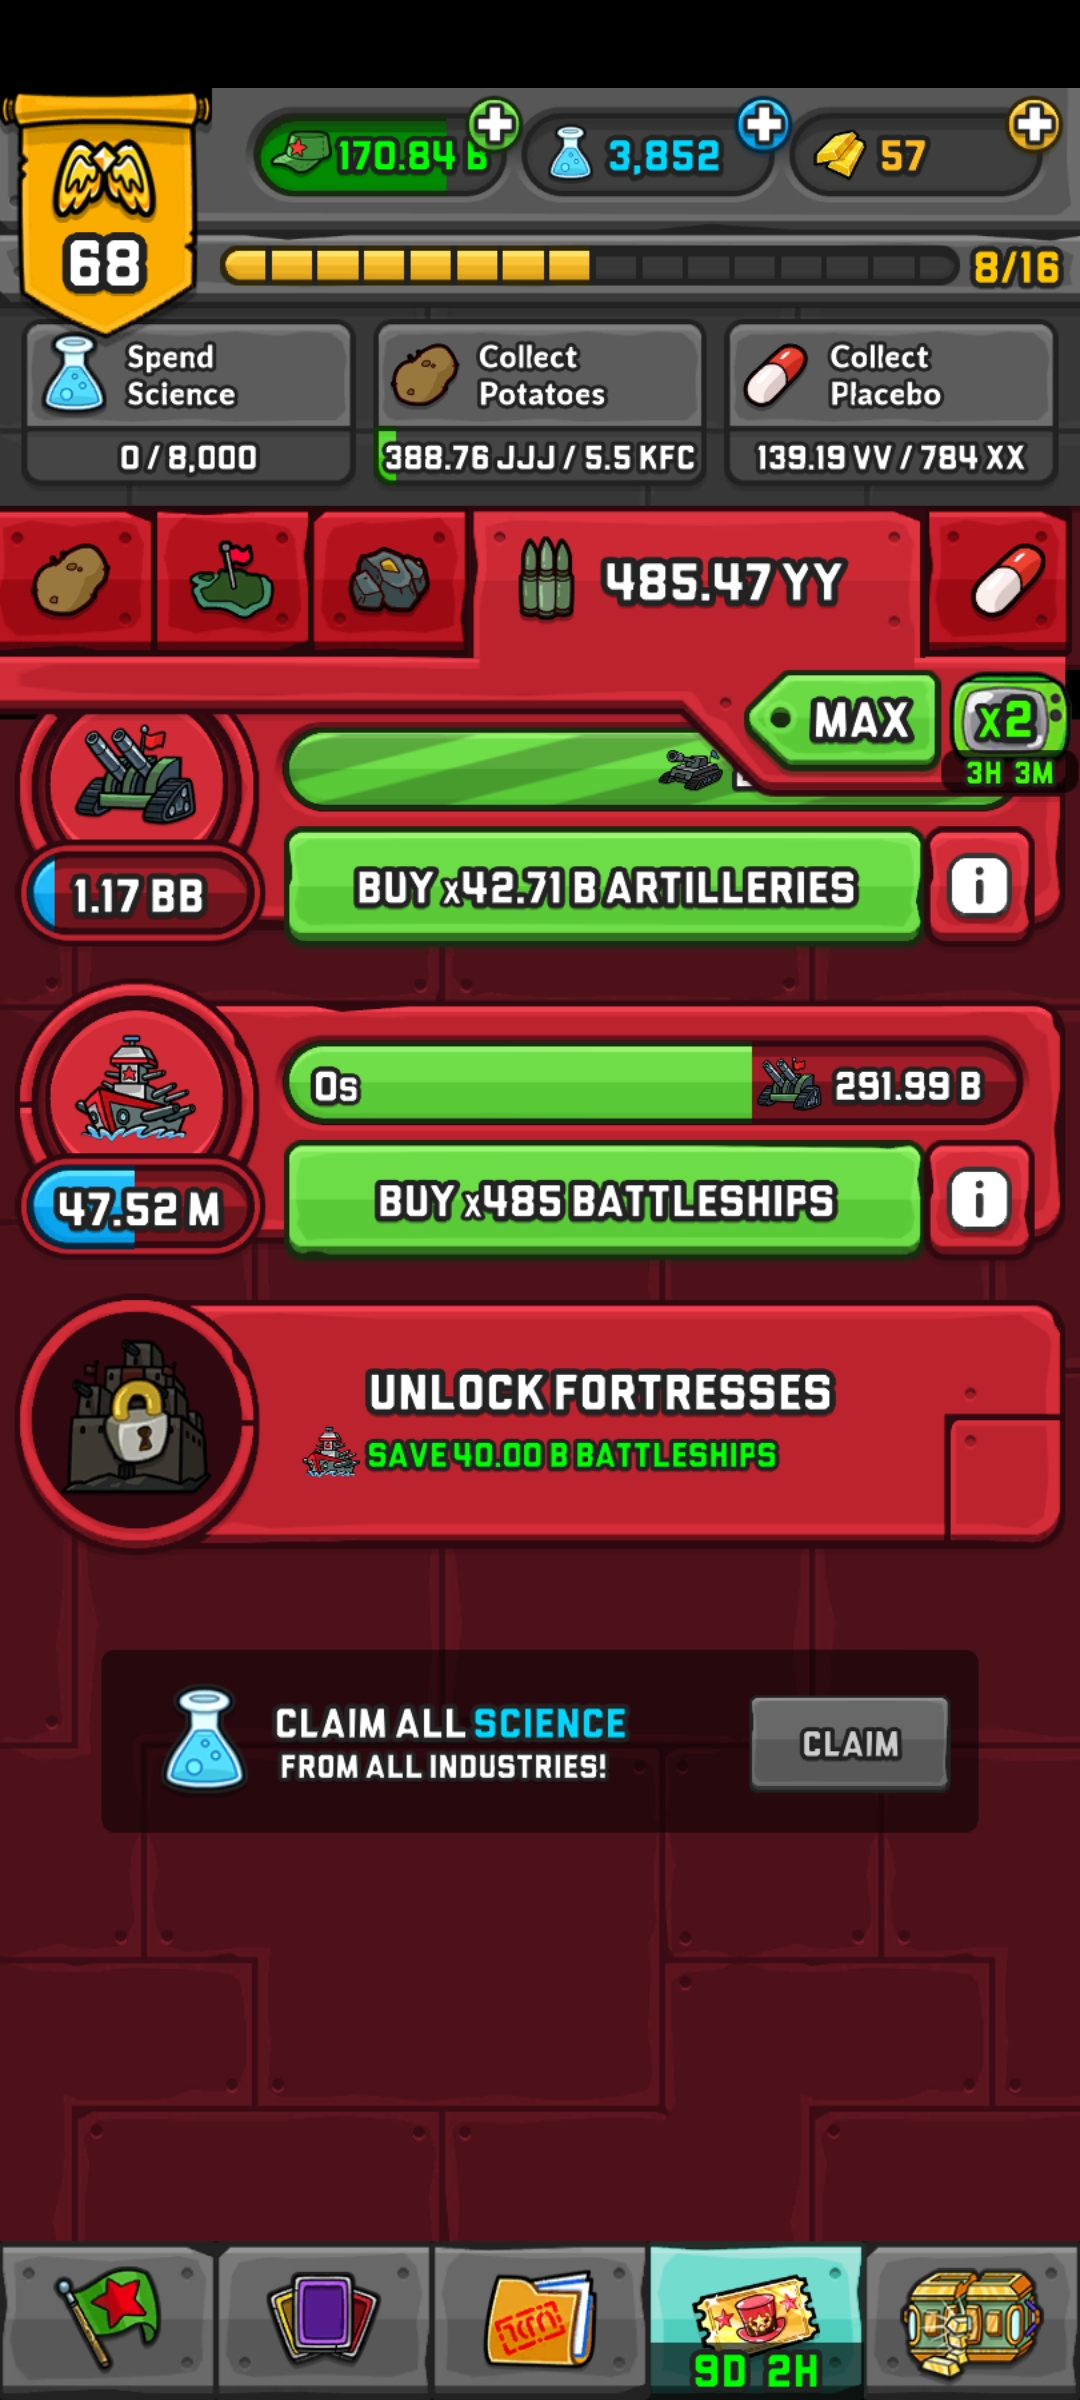 170.84 B
3,852
57
68
8/16
Spend
Science
0 / 8,000
Collect
Potatoes
388.76 JJJ / 5.5 KFC
Collect
Placebo
139.19 VV / 784 XX
485.47 YY
MAX
x2
3H 3M
1.17 BB
BUY x42.71 B ARTILLERIES
i
0s
291.99 B
47.52 M
BUY x485 BATTLESHIPS
i
UNLOCK FORTRESSES
SAVE 40.00 B BATTLESHIPS
CLAIM ALL SCIENCE
FROM ALL INDUSTRIES!
CLAIM
9D 2H